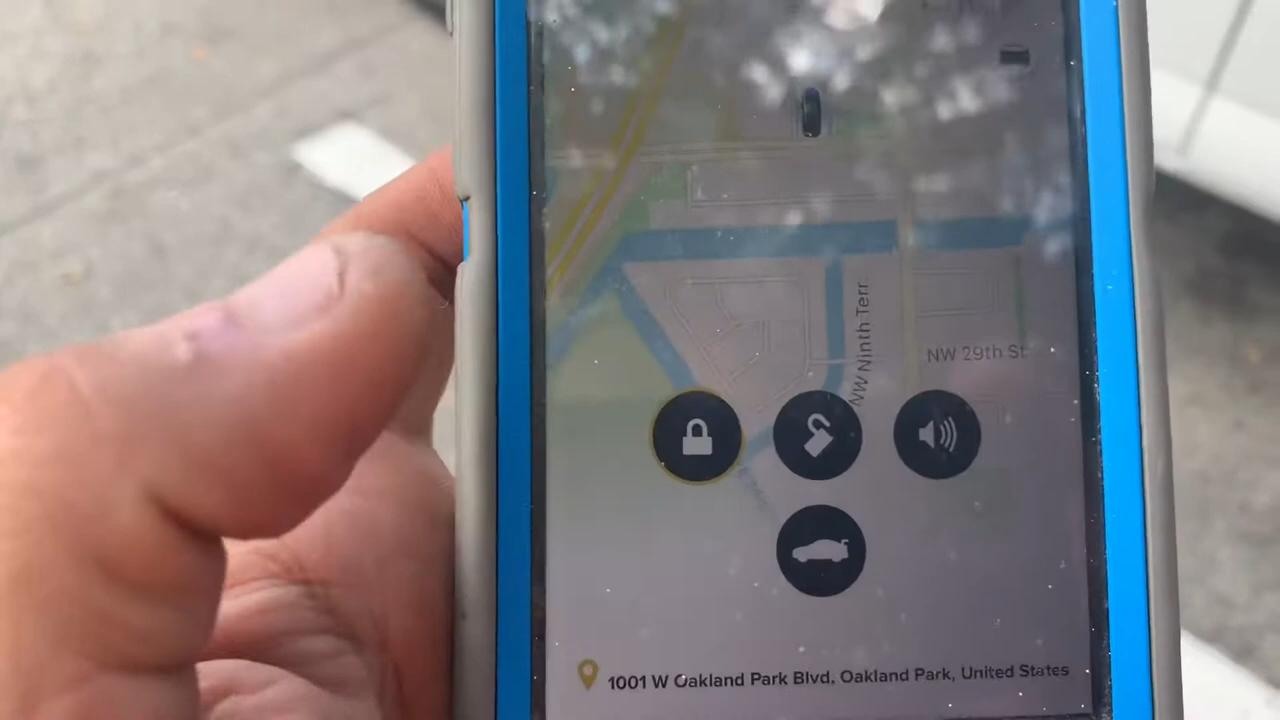 NW Ninth Terr
NW 29th St
1001 W Oakland Park Blvd, Oakland Park, United States